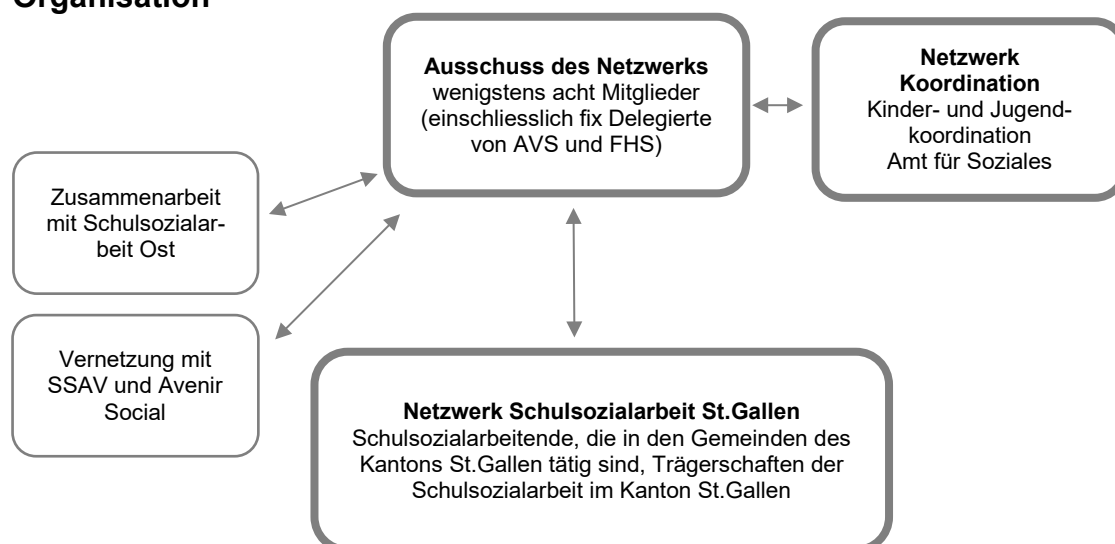 Organisation
Ausschuss des Netzwerks
wenigstens acht Mitglieder
(einschliesslich fix Delegierte
von AVS und FHS)
Netzwerk
Koordination
Kinder- und Jugend-
koordination
Amt für Soziales
Zusammenarbeit
mit Schulsozialar-
beit Ost
Vernetzung mit
SSAV und Avenir
Social
Netzwerk Schulsozialarbeit St.Gallen
Schulsozialarbeitende, die in den Gemeinden des
Kantons St.Gallen tätig sind, Trägerschaften der
Schulsozialarbeit im Kanton St.Gallen